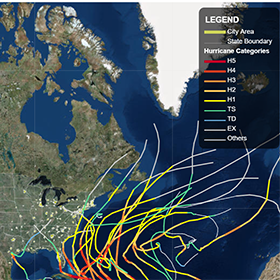 LEGEND
City Area
State Boundary
Hurricane Categories
H5
H4
H3
H2
H1
TS
TD
EX
Others